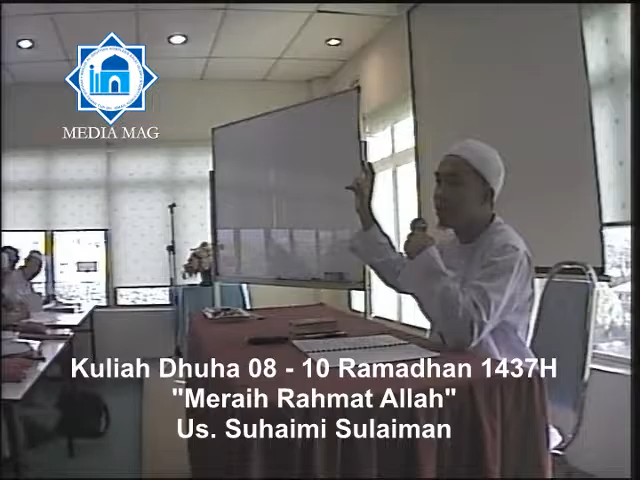 MEDIA MAG
Kuliah Dhuha 08 - 10 Ramadhan 1437H
"Meraih Rahmat Allah"
Us. Suhaimi Sulaiman